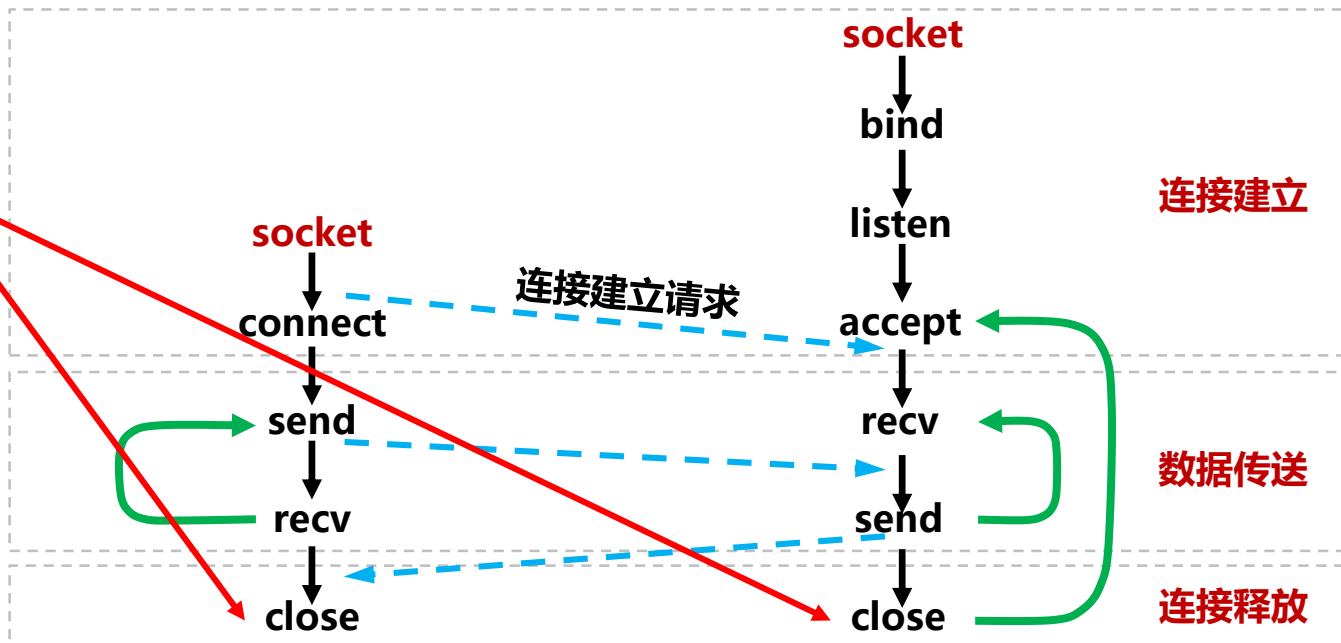 socket
bind
连接建立
listen
socket
连接建立请求
connect
accept
send
recv
数据传送
recv
send
连接释放
close
close